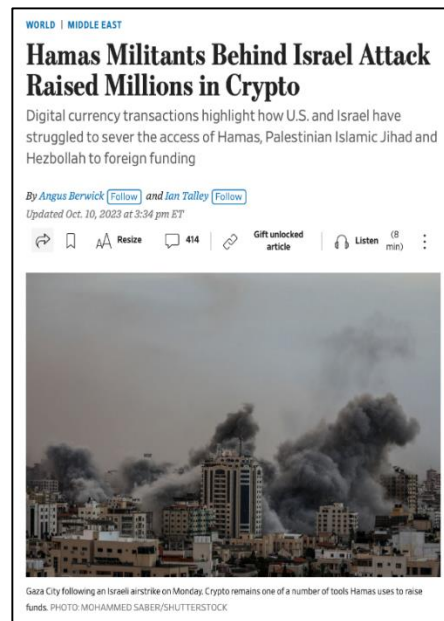 WORLD | MIDDLE EAST
Hamas Militants Behind Israel Attack
Raised Millions in Crypto
Digital currency transactions highlight how U.S. and Israel have
struggled to sever the access of Hamas, Palestinian Islamic Jihad and
Hezbollah to foreign funding
By Angus Berwick Follow and Ian Talley Follow
Updated Oct. 10, 2023 at 3:34 pm ET
AA Resize 414 Gift unlocked article Listen (8 min)
Gaza City following an Israeli airstrike on Monday. Crypto remains one of a number of tools Hamas uses to raise
funds. PHOTO: MOHAMMED SABER/SHUTTERSTOCK